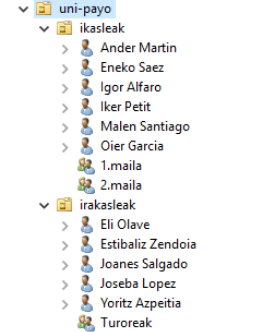 uni-payo
ikasleak
Ander Martin
Eneko Saez
Igor Alfaro
Iker Petit
Malen Santiago
Oier Garcia
1.maila
2.maila
irakasleak
Eli Olave
Estibaliz Zendoia
Joanes Salgado
Joseba Lopez
Yoritz Azpeitia
Turoreak